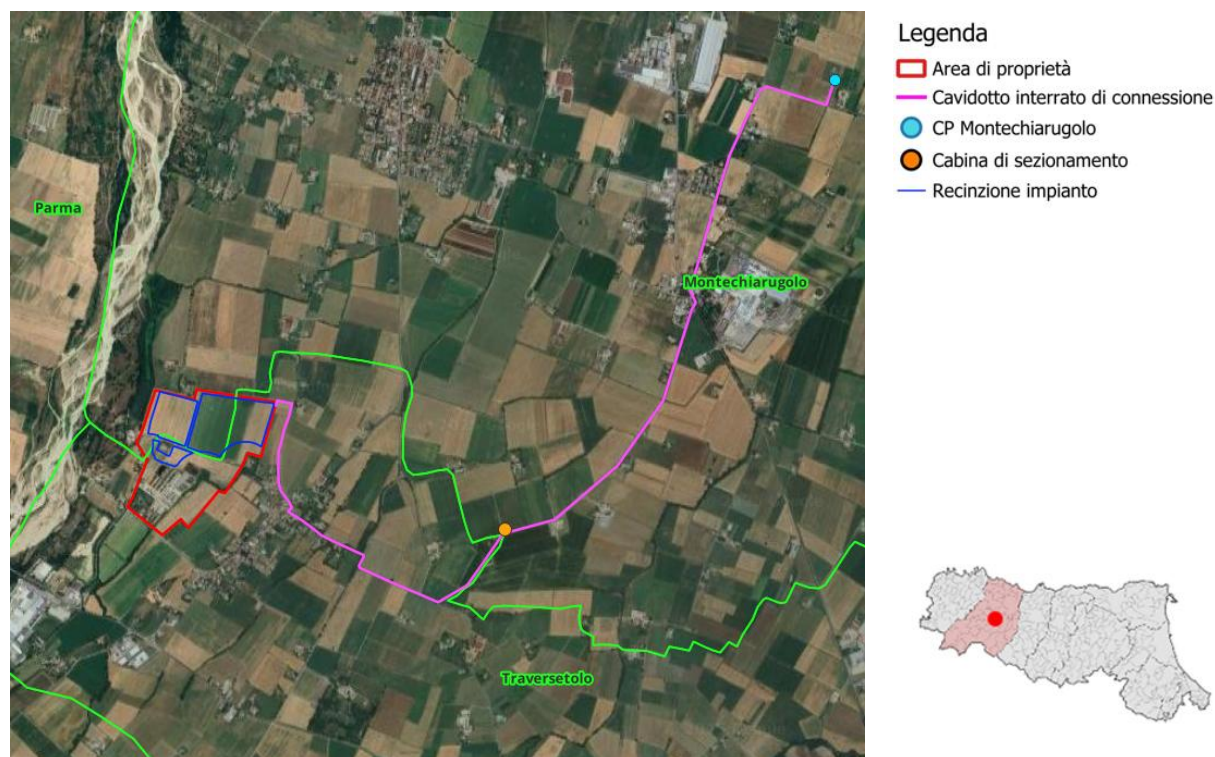 Legenda
Area di proprietà
Cavidotto interrato di connessione
CP Montechiarugolo
Cabina di sezionamento
Recinzione impianto
Parma
Montechiarugolo
Traversetolo